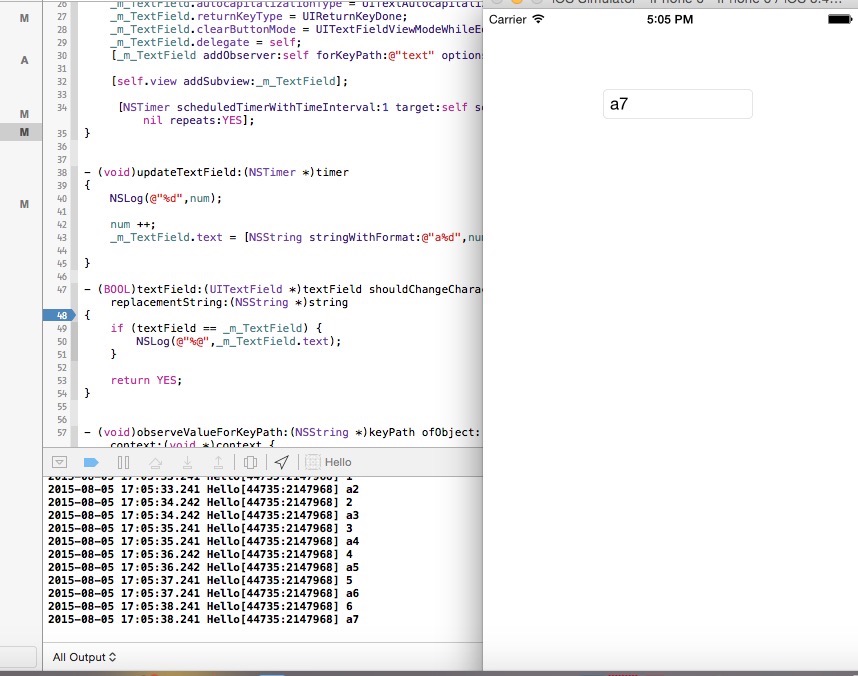 M
A
M
M
M
26 _m_TextField.autocapitalizationType = UITextAutocapitali
27 _m_TextField.returnKeyType = UIReturnKeyDone;
28 _m_TextField.clearButtonMode = UITextFieldViewModeWhileE
29 _m_TextField.delegate = self;
30 [_m_TextField addObserver:self forKeyPath:@"text" option
31
32 [self.view addSubview:_m_TextField];
33
34 [NSTimer scheduledTimerWithTimeInterval:1 target:self s
nil repeats:YES];
35 }
36
37
38 - (void)updateTextField:(NSTimer *)timer
39 {
40 NSLog(@"%d",num);
41
42 num ++;
43 _m_TextField.text = [NSString stringWithFormat:@"a%d",nu
44
45 }
46
47 - (BOOL)textField:(UITextField *)textField shouldChangeChara
replacementString:(NSString *)string
48 {
49 if (textField == _m_TextField) {
50 NSLog(@"%@",_m_TextField.text);
51 }
52
53 return YES;
54 }
55
56
57 - (void)observeValueForKeyPath:(NSString *)keyPath ofObject:
context:(void *)context {
Hello
2015-08-05 17:05:33.241 Hello[44735:2147968] 1
2015-08-05 17:05:33.241 Hello[44735:2147968] a2
2015-08-05 17:05:34.242 Hello[44735:2147968] 2
2015-08-05 17:05:34.242 Hello[44735:2147968] a3
2015-08-05 17:05:35.241 Hello[44735:2147968] 3
2015-08-05 17:05:35.241 Hello[44735:2147968] a4
2015-08-05 17:05:36.242 Hello[44735:2147968] 4
2015-08-05 17:05:36.242 Hello[44735:2147968] a5
2015-08-05 17:05:37.241 Hello[44735:2147968] 5
2015-08-05 17:05:37.241 Hello[44735:2147968] a6
2015-08-05 17:05:38.241 Hello[44735:2147968] 6
2015-08-05 17:05:38.241 Hello[44735:2147968] a7
All Output
iOS Simulator - iPhone 6 - iPhone 6 / iOS 8.4
Carrier 5:05 PM
a7